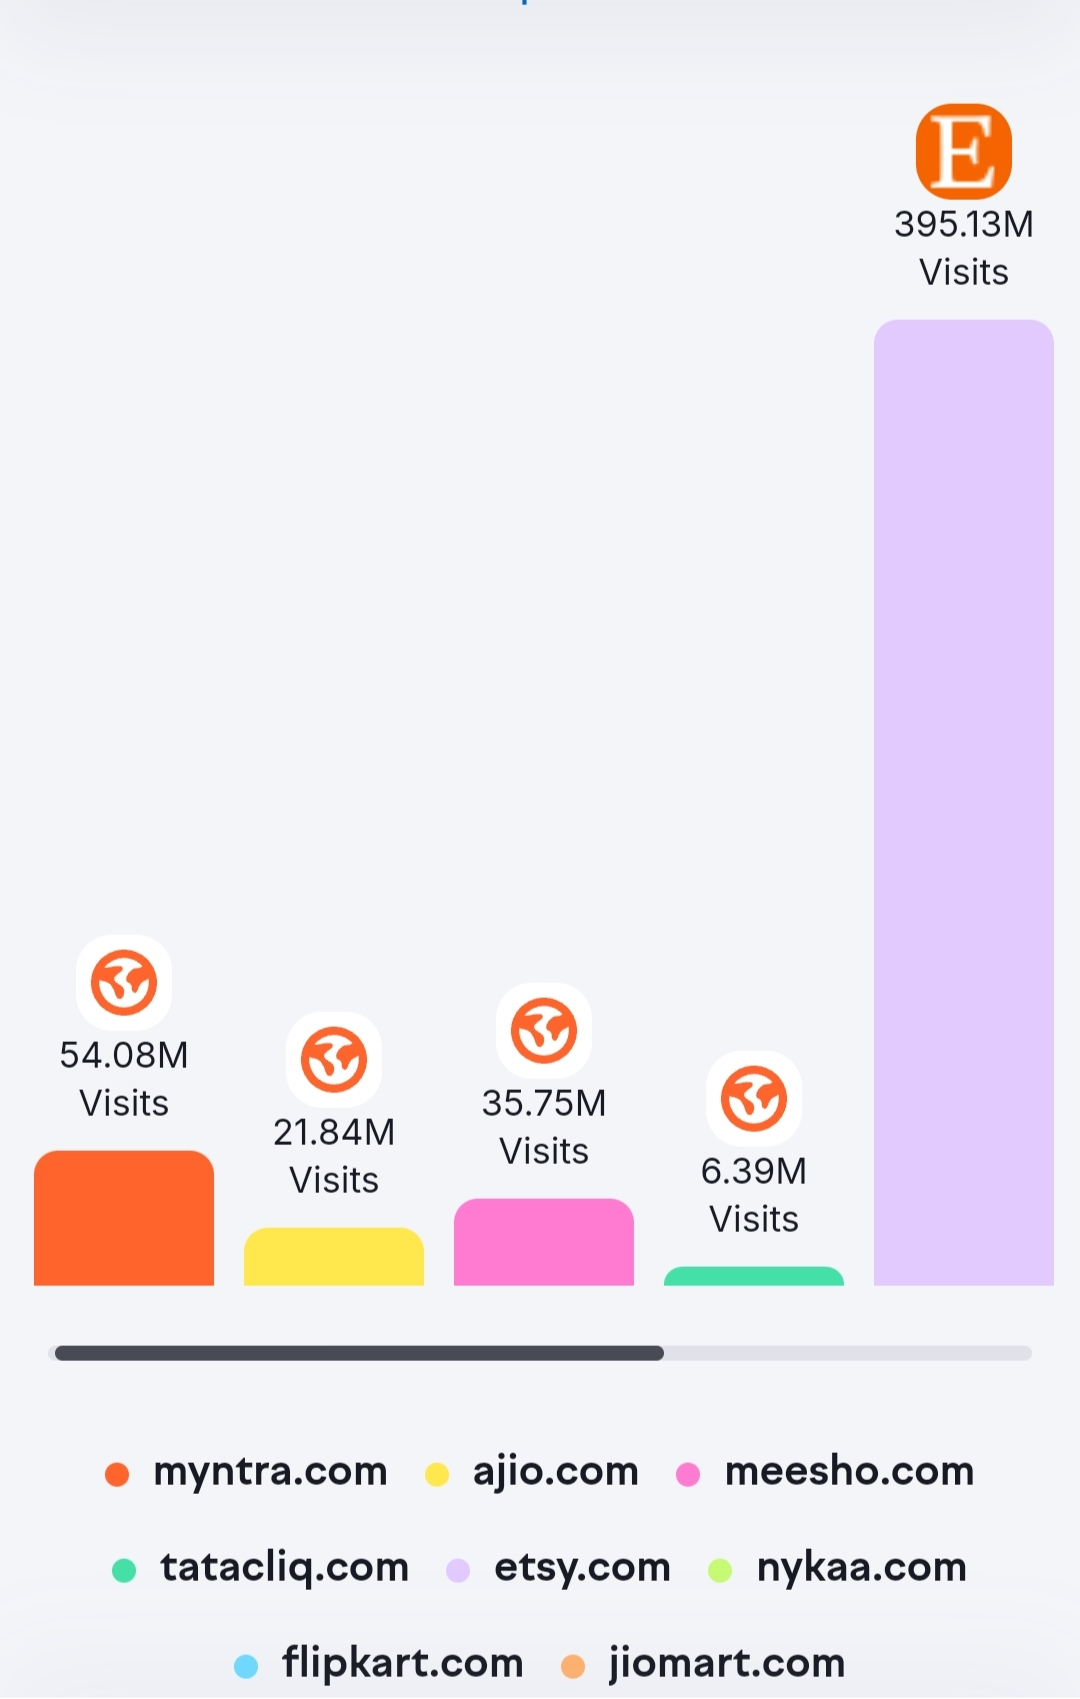 E
395.13M
Visits
54.08M
Visits
21.84M
Visits
35.75M
Visits
6.39M
Visits
myntra.com ajio.com meesho.com
tatacliq.com etsy.com nykaa.com
flipkart.com jiomart.com